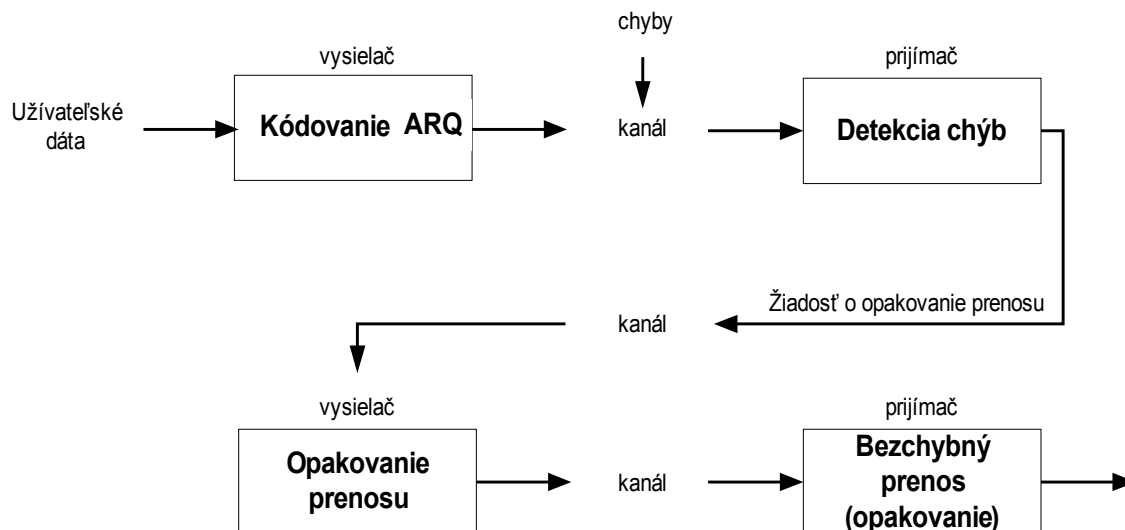 chyby
vysielač
prijímač
Užívateľské
dáta
Kódovanie ARQ
kanál
Detekcia chýb
Žiadosť o opakovanie prenosu
kanál
vysielač
prijímač
Opakovanie
prenosu
kanál
Bezchybný
prenos
(opakovanie)